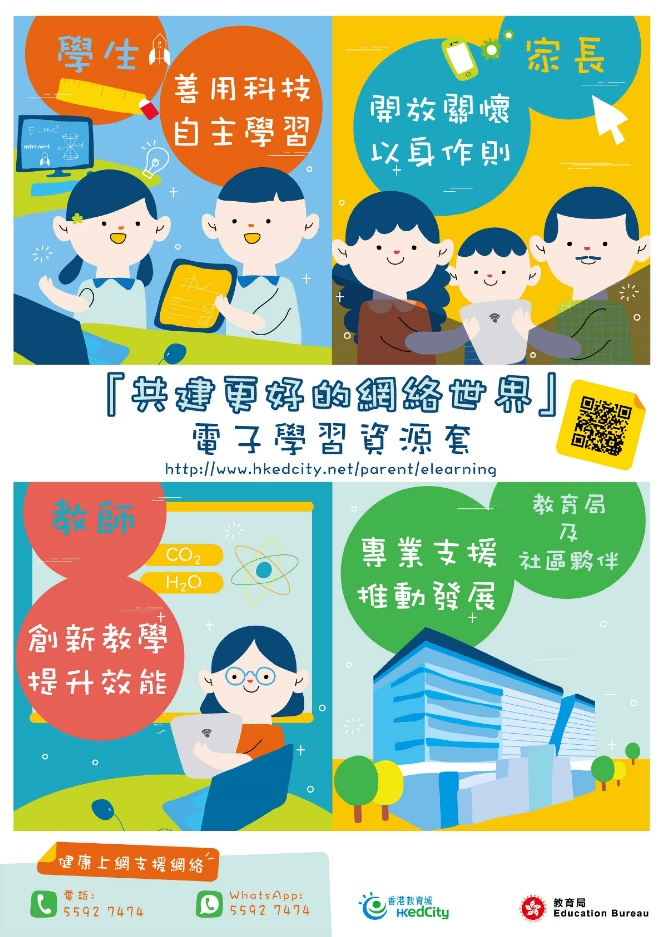 學生
善用科技
自主學習
E=mc²
家長
開放關懷
以身作則
「共建更好的網絡世界」
電子學習資源套
http://www.hkedcity.net/parent/elearning
教師
CO₂
H₂O
創新教學
提升效能
教育局
及
社區夥伴
專業支援
推動發展
健康上網支援網絡
電話:
5592 7474
WhatsApp:
5592 7474
香港教育城
HKedCity
教育局
Education Bureau